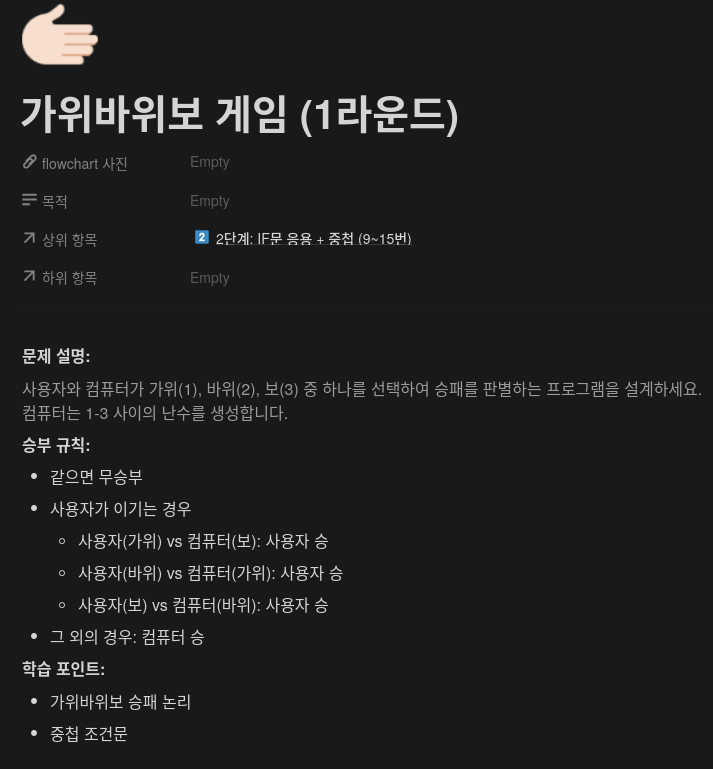 가위바위보 게임 (1라운드)
flowchart 사진 Empty
목적 Empty
상위 항목 2 2단계: IF문 응용 + 중첩 (9~15번)
하위 항목 Empty
문제 설명:
사용자와 컴퓨터가 가위(1), 바위(2), 보(3) 중 하나를 선택하여 승패를 판별하는 프로그램을 설계하세요.
컴퓨터는 1-3 사이의 난수를 생성합니다.
승부 규칙:
같으면 무승부
사용자가 이기는 경우
사용자(가위) vs 컴퓨터(보): 사용자 승
사용자(바위) vs 컴퓨터(가위): 사용자 승
사용자(보) vs 컴퓨터(바위): 사용자 승
그 외의 경우: 컴퓨터 승
학습 포인트:
가위바위보 승패 논리
중첩 조건문